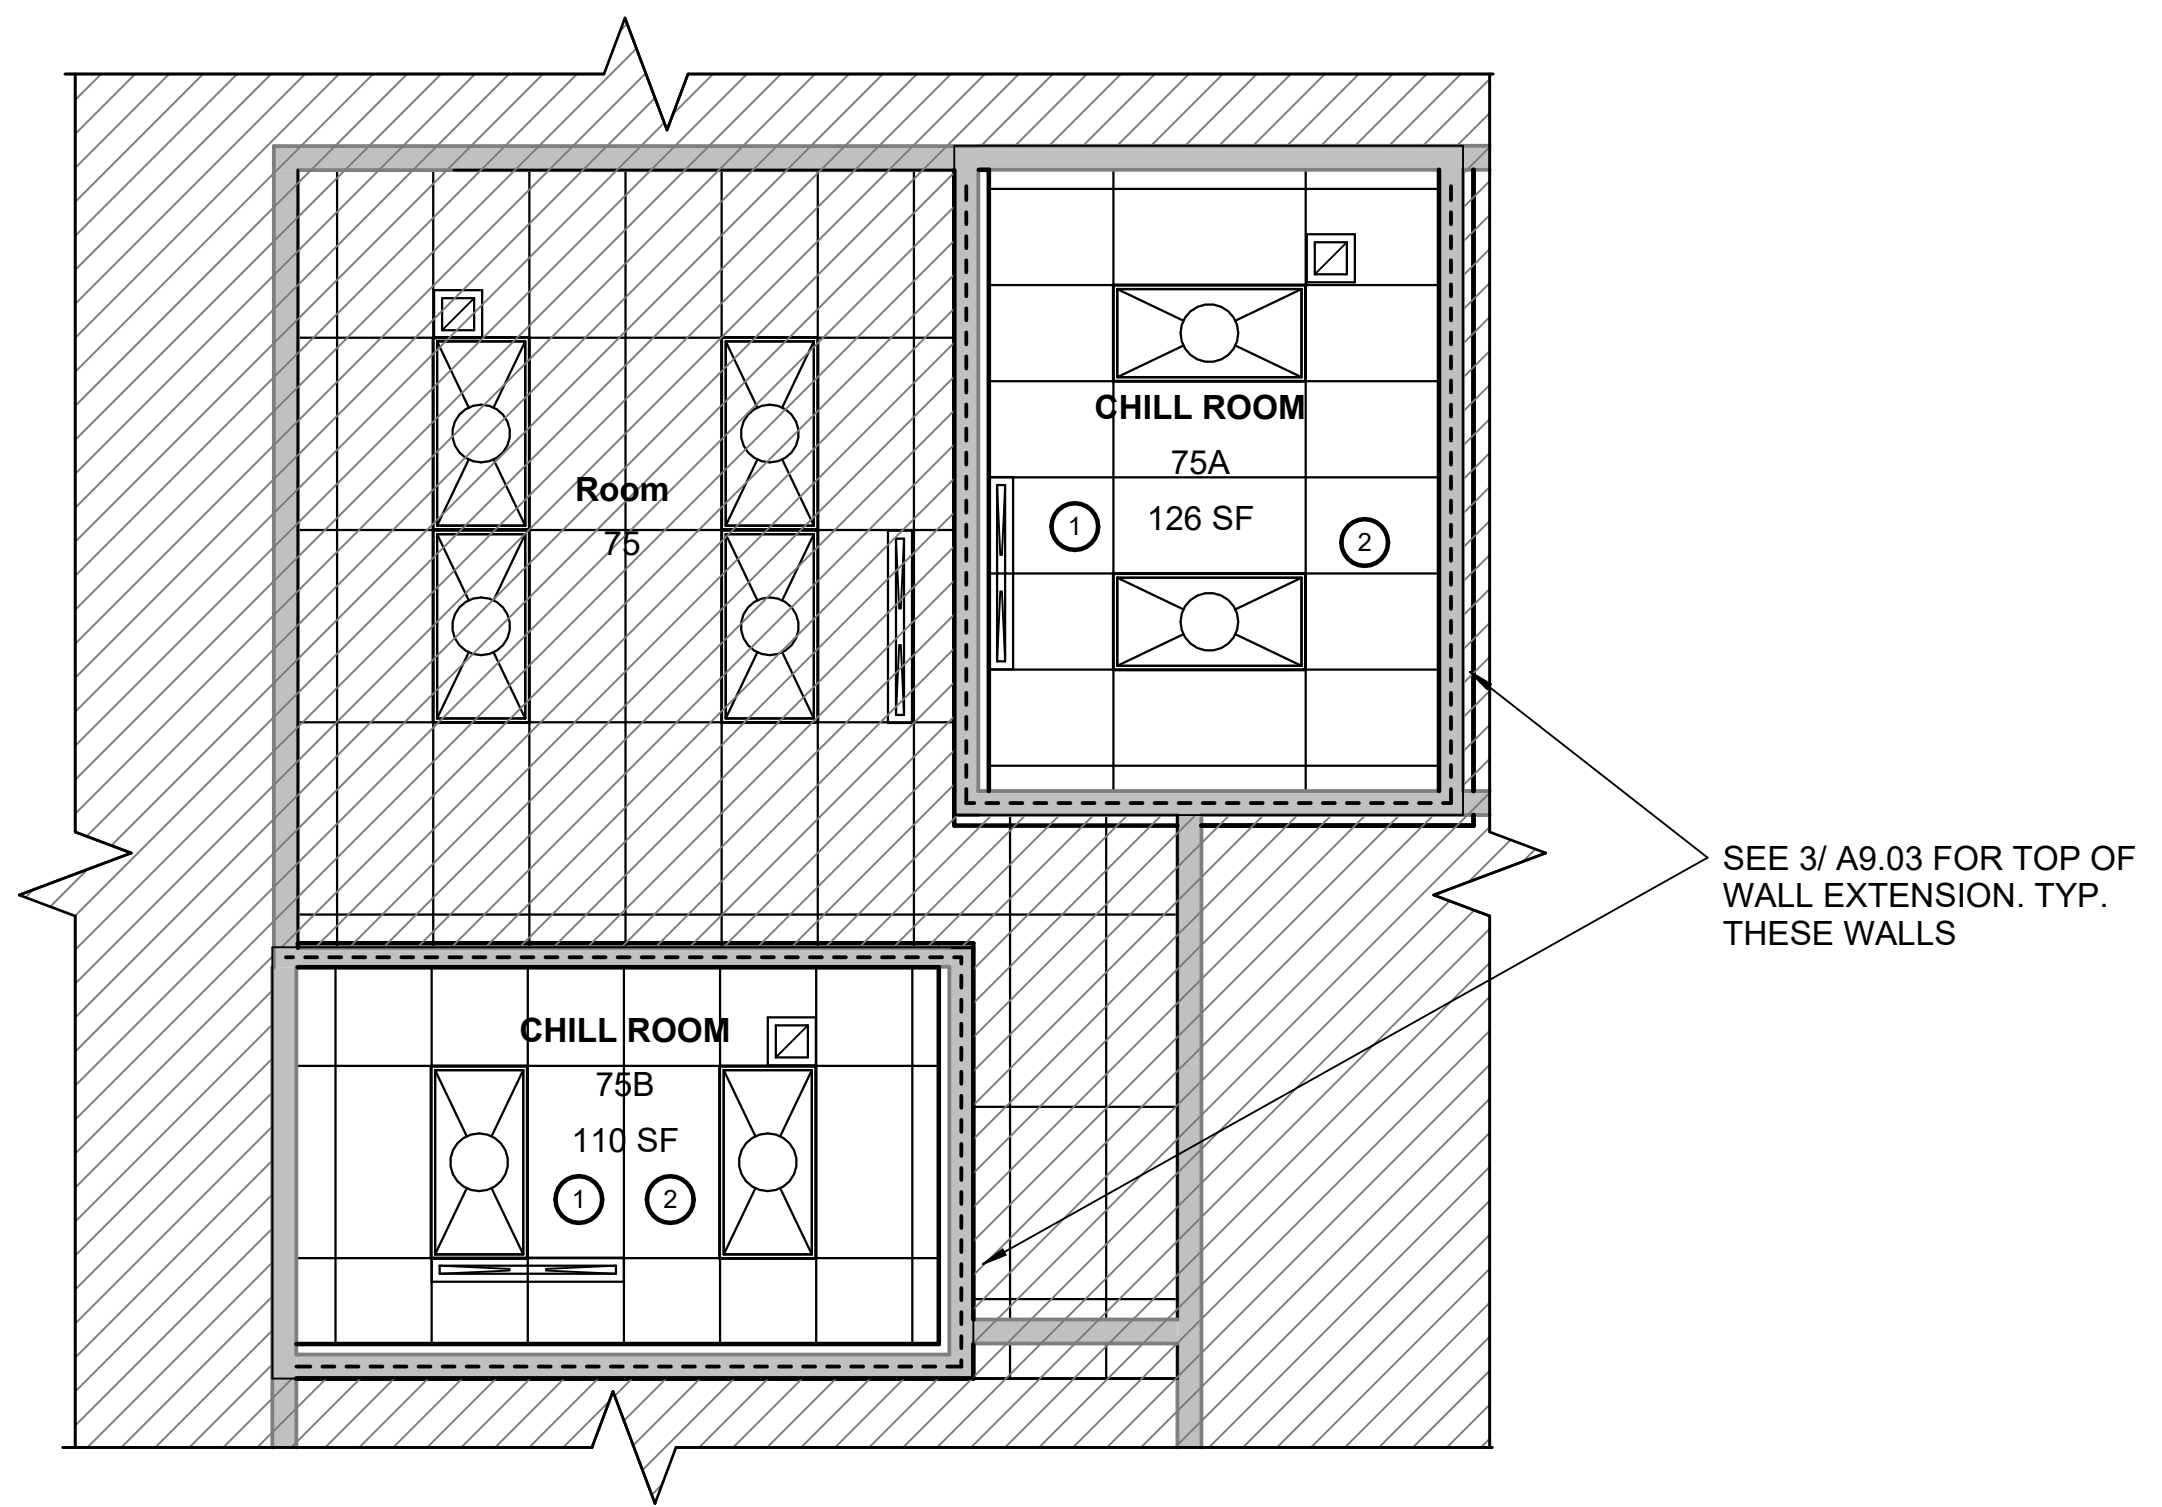 CHILL ROOM
75A
126 SF
1
2
Room
75
SEE 3/ A9.03 FOR TOP OF
WALL EXTENSION. TYP.
THESE WALLS
CHILL ROOM
75B
110 SF
1
2